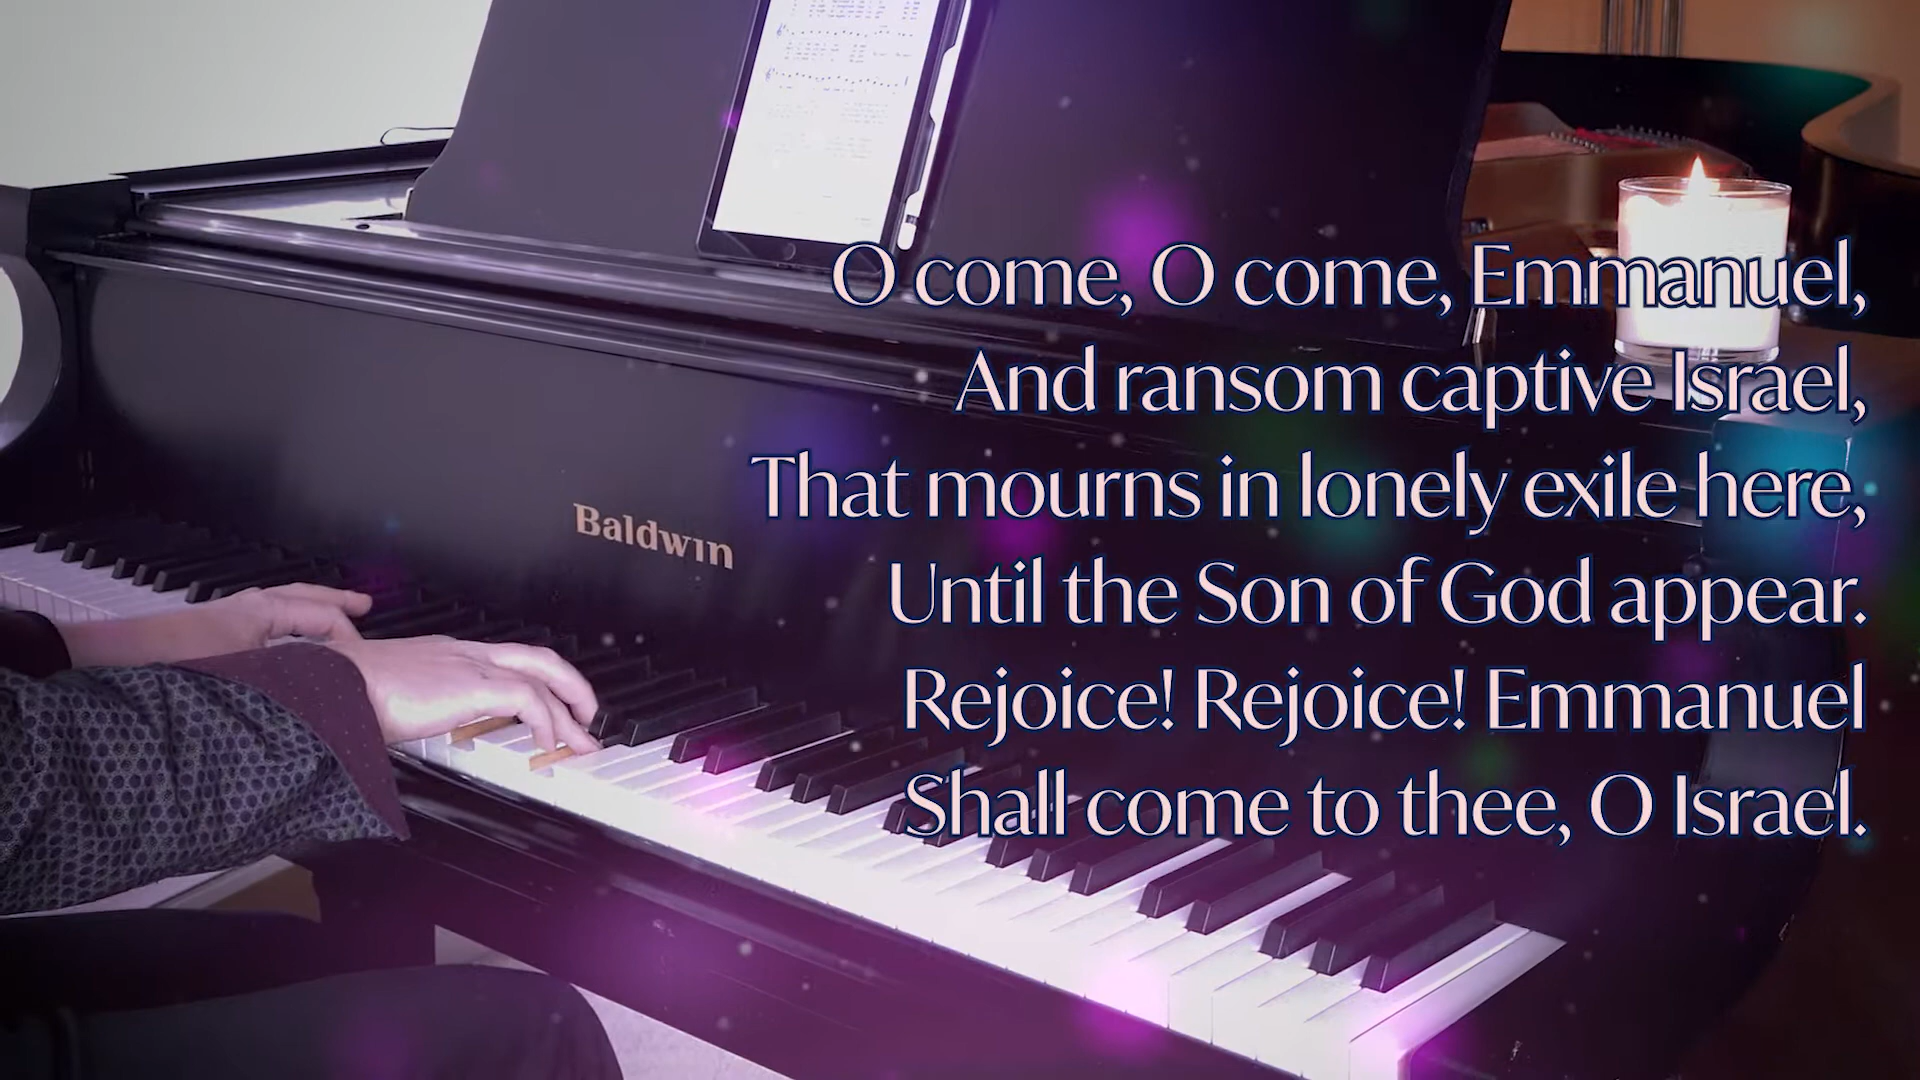 O come, O come, Emmanuel,
And ransom captive Israel,
That mourns in lonely exile here,
Until the Son of God appear.
Rejoice! Rejoice! Emmanuel
Shall come to thee, O Israel.
Baldwin